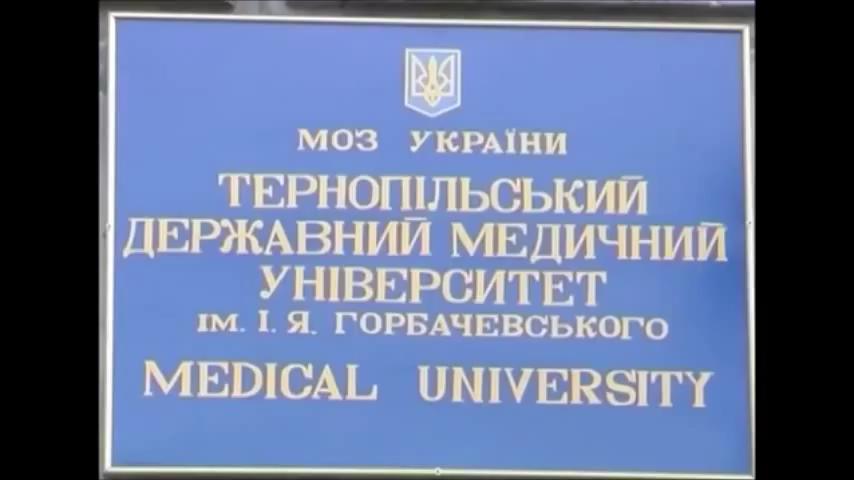 МОЗ УКРАЇНИ
ТЕРНОПІЛЬСЬКИЙ
ДЕРЖАВНИЙ МЕДИЧНИЙ
УНІВЕРСИТЕТ
ІМ. І. Я. ГОРБАЧЕВСЬКОГО
MEDICAL UNIVERSITY